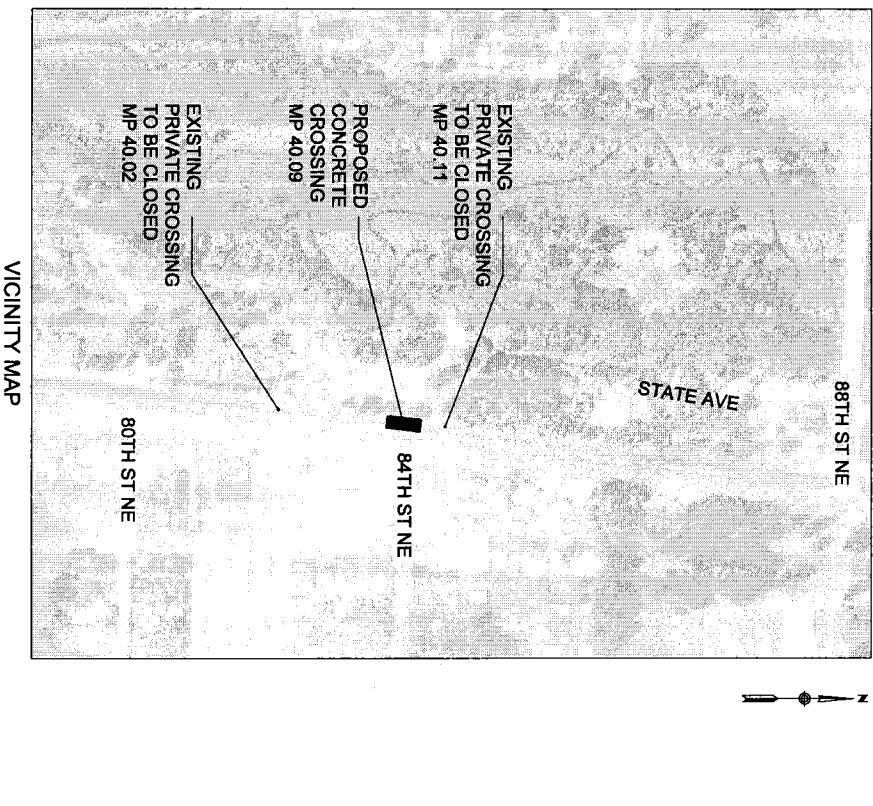 88TH ST NE
STATE AVE
EXISTING
PRIVATE CROSSING
TO BE CLOSED
MP 40.11
PROPOSED
CONCRETE
CROSSING
MP 40.09
84TH ST NE
EXISTING
PRIVATE CROSSING
TO BE CLOSED
MP 40.02
80TH ST NE
VICINITY MAP
N